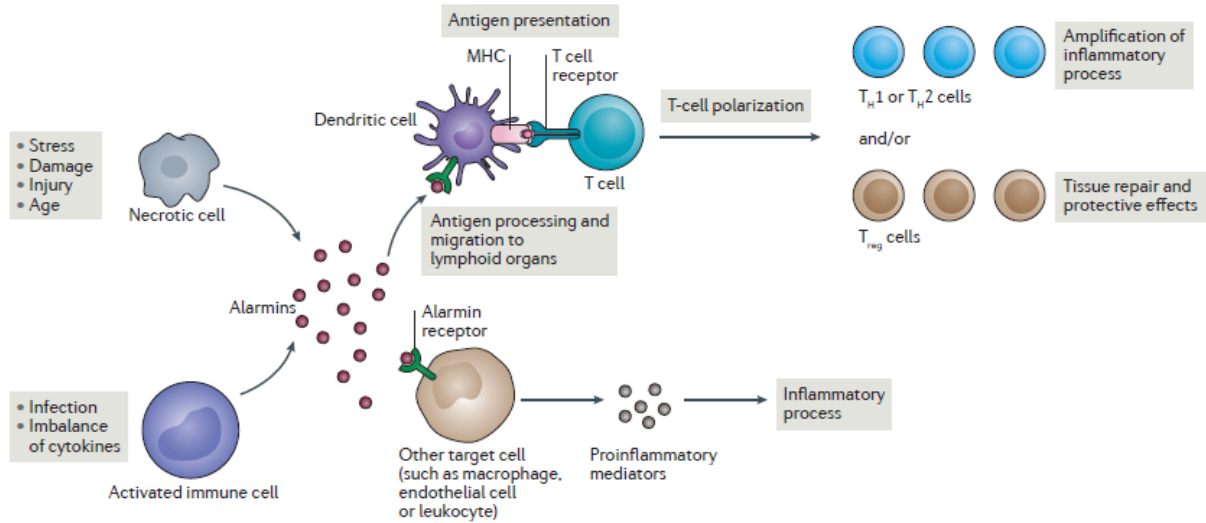 Antigen presentation
MHC
T cell
receptor
Dendritic cell
T cell
T-cell polarization
Amplification of
inflammatory
process
T_H1 or T_H2 cells
and/or
Tissue repair and
protective effects
T_reg cells
• Stress
• Damage
• Injury
• Age
Necrotic cell
Antigen processing and
migration to
lymphoid organs
Alarmins
Alarmin
receptor
• Infection
• Imbalance
of cytokines
Activated immune cell
Other target cell
(such as macrophage,
endothelial cell
or leukocyte)
Proinflammatory
mediators
Inflammatory
process